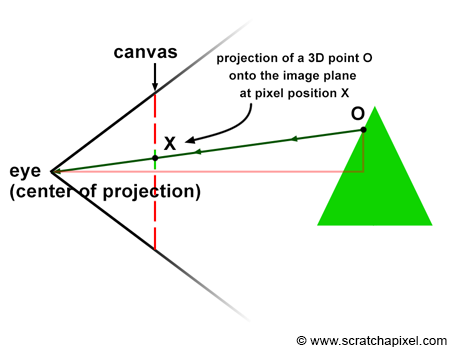 canvas
projection of a 3D point O
onto the image plane
at pixel position X
O
X
eye
(center of projection)
© www.scratchapixel.com